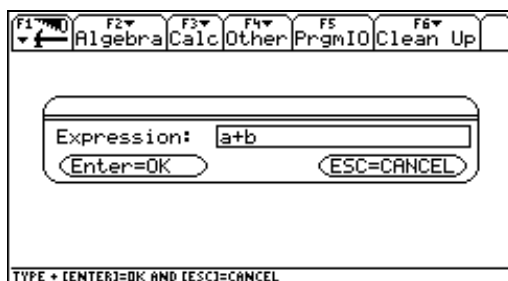 F1▼ F2▼ F3▼ F4▼ F5 F6▼
Algebra Calc Other PrgmIO Clean Up
Expression: a+b
Enter=OK ESC=CANCEL
TYPE + [ENTER]=OK AND [ESC]=CANCEL